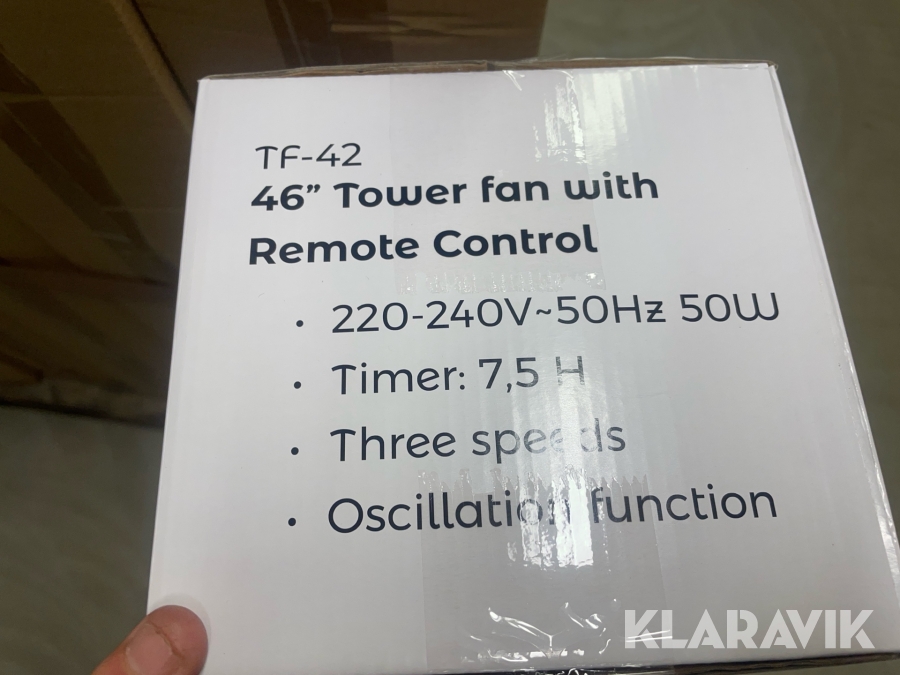 TF-42
46” Tower fan with
Remote Control
• 220-240V~50Hz 50W
• Timer: 7,5 H
• Three speeds
• Oscillation function
KLARAVIK